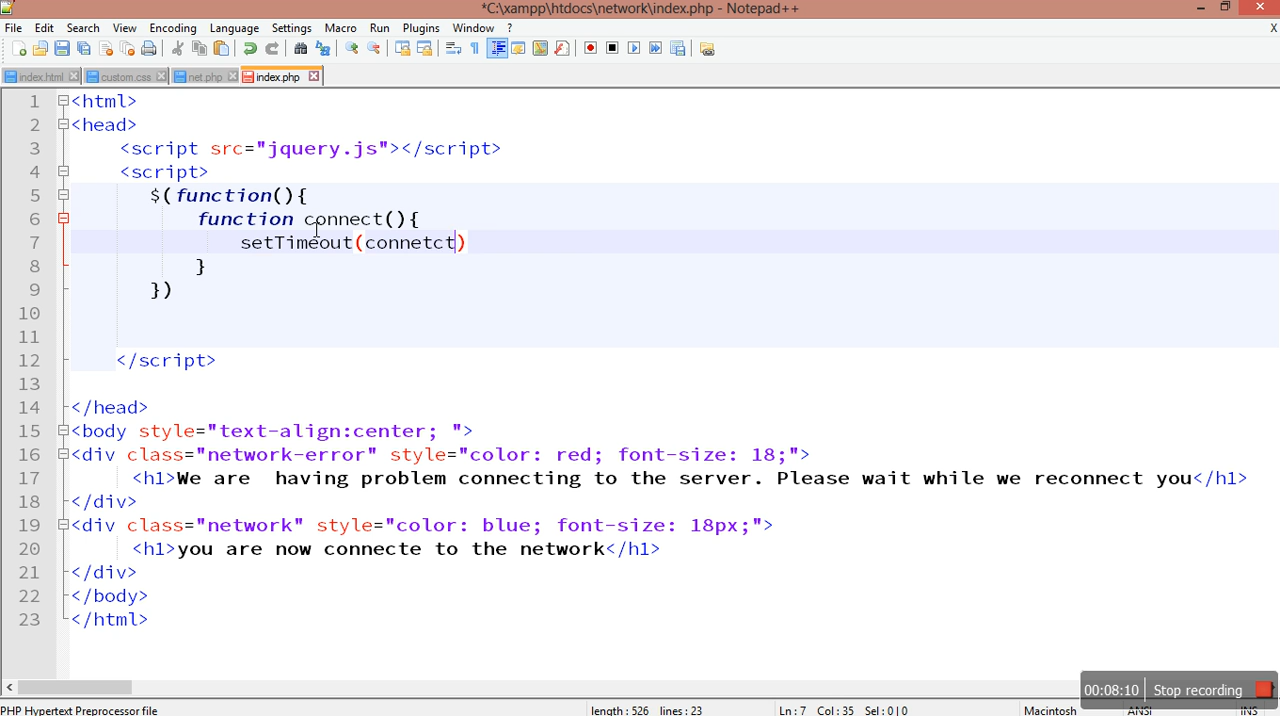 *C:\xampp\htdocs\network\index.php - Notepad++
File Edit Search View Encoding Language Settings Macro Run Plugins Window ? X
index.html custom.css net.php index.php
1 <html>
2 <head>
3 <script src="jquery.js"></script>
4 <script>
5 $(function(){
6 function connect(){
7 setTimeout(connetct)
8 }
9 })
10
11
12 </script>
13
14 </head>
15 <body style="text-align:center; ">
16 <div class="network-error" style="color: red; font-size: 18;">
17 <h1>We are  having problem connecting to the server. Please wait while we reconnect you</h1>
18 </div>
19 <div class="network" style="color: blue; font-size: 18px;">
20 <h1>you are now connecte to the network</h1>
21 </div>
22 </body>
23 </html>
00:08:10 Stop recording
PHP Hypertext Preprocessor file length : 526 lines : 23 Ln : 7 Col : 35 Sel : 0 | 0 Macintosh ANSI INS